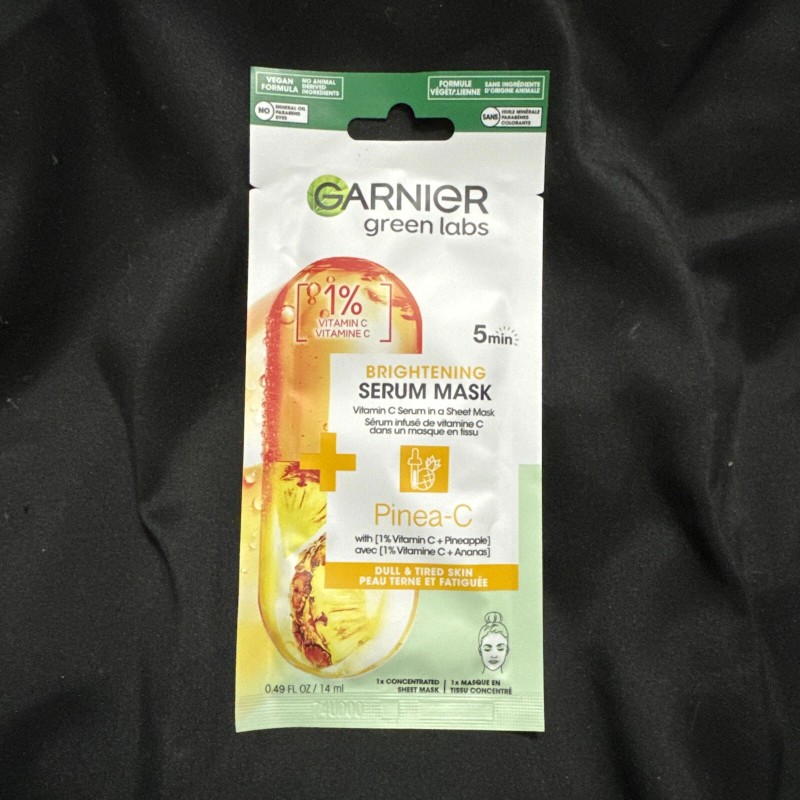 VEGAN
FORMULA
NO ANIMAL
DERIVED
INGREDIENTS
FORMULE
VÉGÉTALIENNE
SANS INGRÉDIENTS
D'ORIGINE ANIMALE
NO
MINERAL OIL
PARABENS
DYES
SANS
HUILE MINÉRALE
PARABÈNES
COLORANTS
GARNIER
green labs
1%
VITAMIN C
VITAMINE C
5min
BRIGHTENING
SERUM MASK
Vitamin C Serum in a Sheet Mask
Sérum infusé de vitamine C
dans un masque en tissu
Pinea-C
with [1% Vitamin C + Pineapple]
avec [1% Vitamine C + Ananas]
DULL & TIRED SKIN
PEAU TERNE ET FATIGUÉE
0.49 FL OZ / 14 ml
1x CONCENTRATED
SHEET MASK
1x MASQUE EN
TISSU CONCENTRÉ